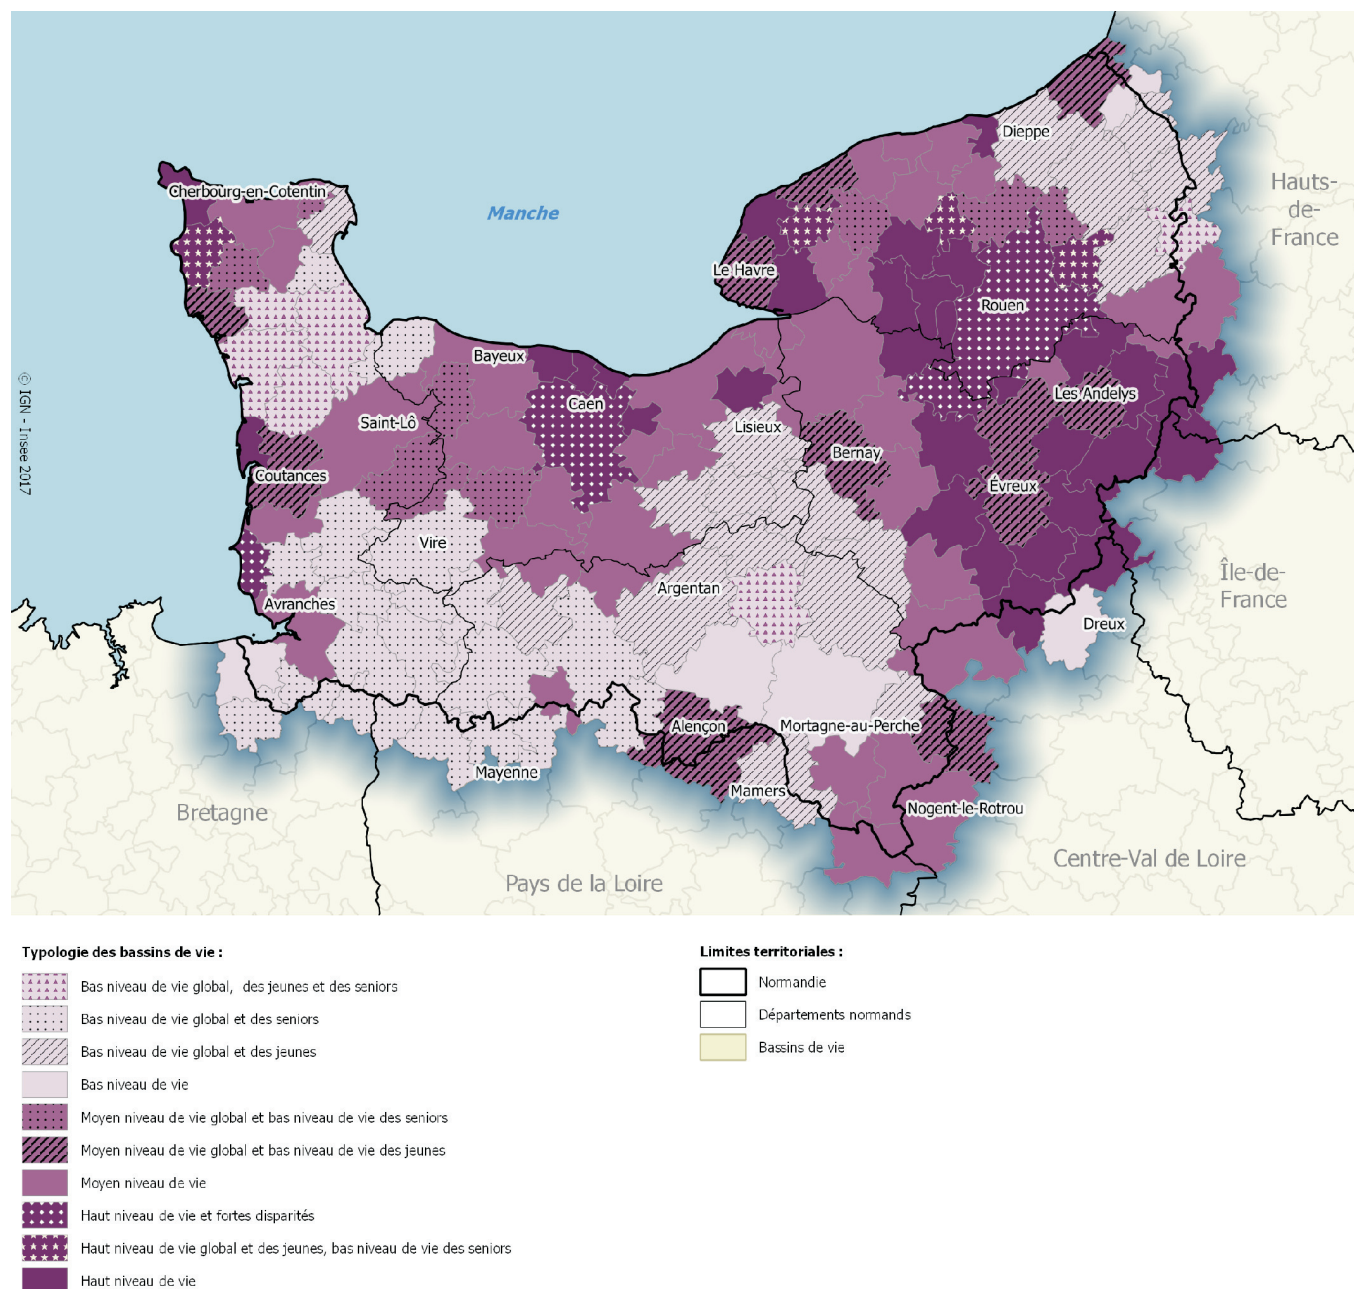 Dieppe
Hauts-
de-
France
Cherbourg-en-Cotentin
Manche
Le Havre
Rouen
Bayeux
© IGN - Insee 2017
Les Andelys
Caen
Saint-Lô
Lisieux
Bernay
Coutances
Évreux
Vire
Île-de-
France
Argentan
Avranches
Dreux
Alençon
Mortagne-au-Perche
Mayenne
Mamers
Nogent-le-Rotrou
Bretagne
Centre-Val de Loire
Pays de la Loire
Typologie des bassins de vie :
Bas niveau de vie global, des jeunes et des seniors
Bas niveau de vie global et des seniors
Bas niveau de vie global et des jeunes
Bas niveau de vie
Moyen niveau de vie global et bas niveau de vie des seniors
Moyen niveau de vie global et bas niveau de vie des jeunes
Moyen niveau de vie
Haut niveau de vie et fortes disparités
Haut niveau de vie global et des jeunes, bas niveau de vie des seniors
Haut niveau de vie
Limites territoriales :
Normandie
Départements normands
Bassins de vie